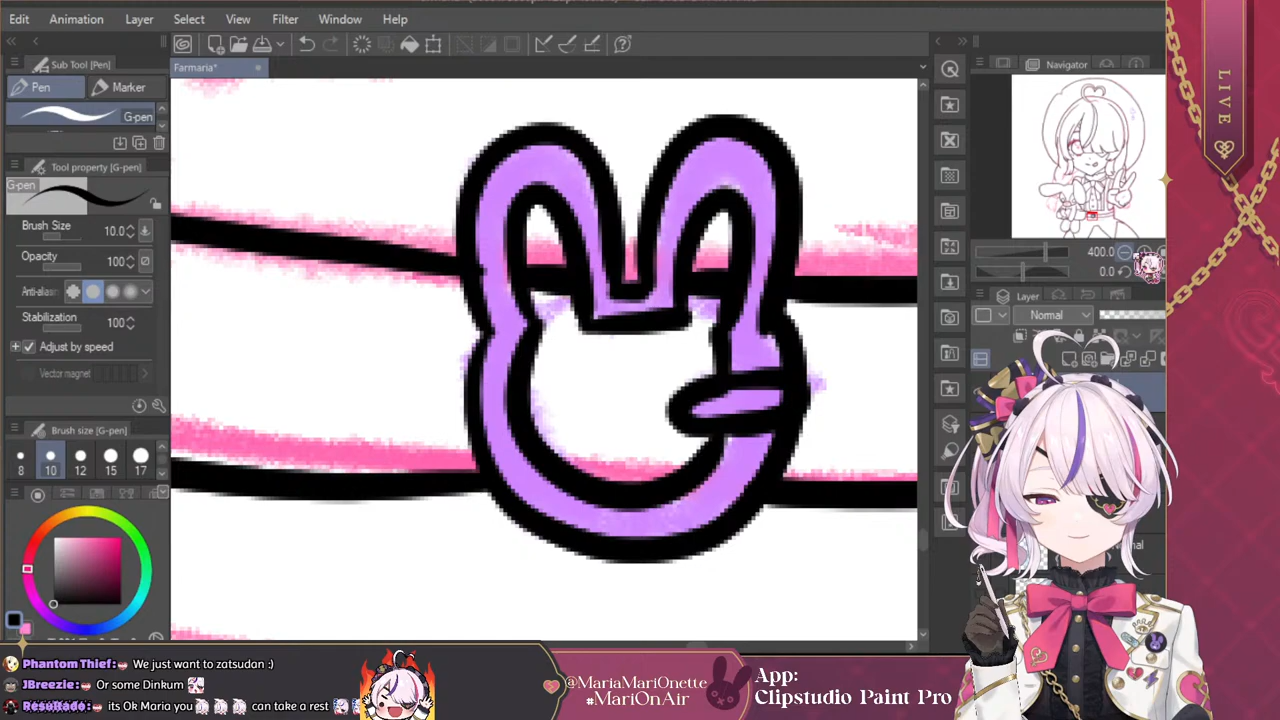 Edit Animation Layer Select View Filter Window Help
Sub Tool [Pen]
Farmaria*
Navigator
Pen Marker
G-pen
Tool property [G-pen]
G-pen
Brush Size 10.0
Opacity 100
Anti-alias
Stabilization 100
Adjust by speed
Vector magnet
Brush size [G-pen]
8 10 12 15 17
400.0
0.0
Layer
Normal
LIVE
Phantom Thief: We just want to zatsudan :)
JBreezie: Or some Dinkum
Resultado: its Ok Maria you can take a rest
@MariaMariOnette
#MariOnAir
App:
Clipstudio Paint Pro